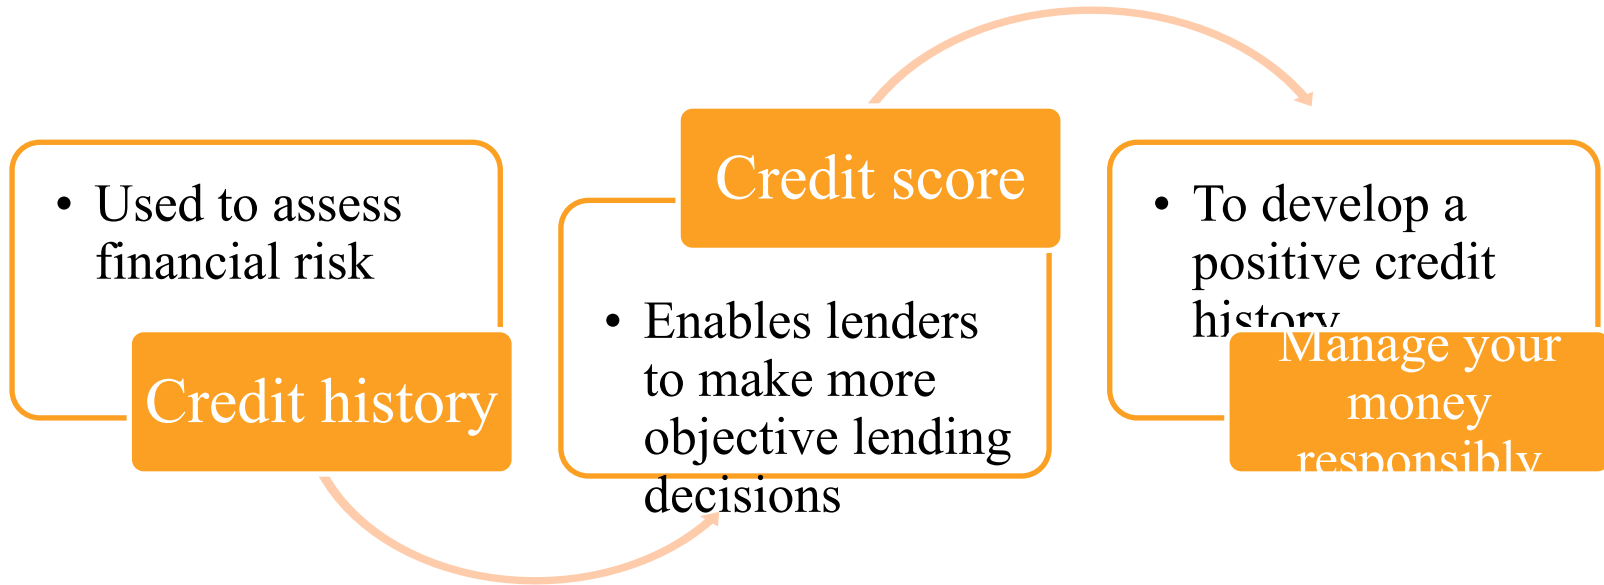 • Used to assess
financial risk
Credit history
Credit score
• Enables lenders
to make more
objective lending
decisions
• To develop a
positive credit
history
Manage your
money
responsibly